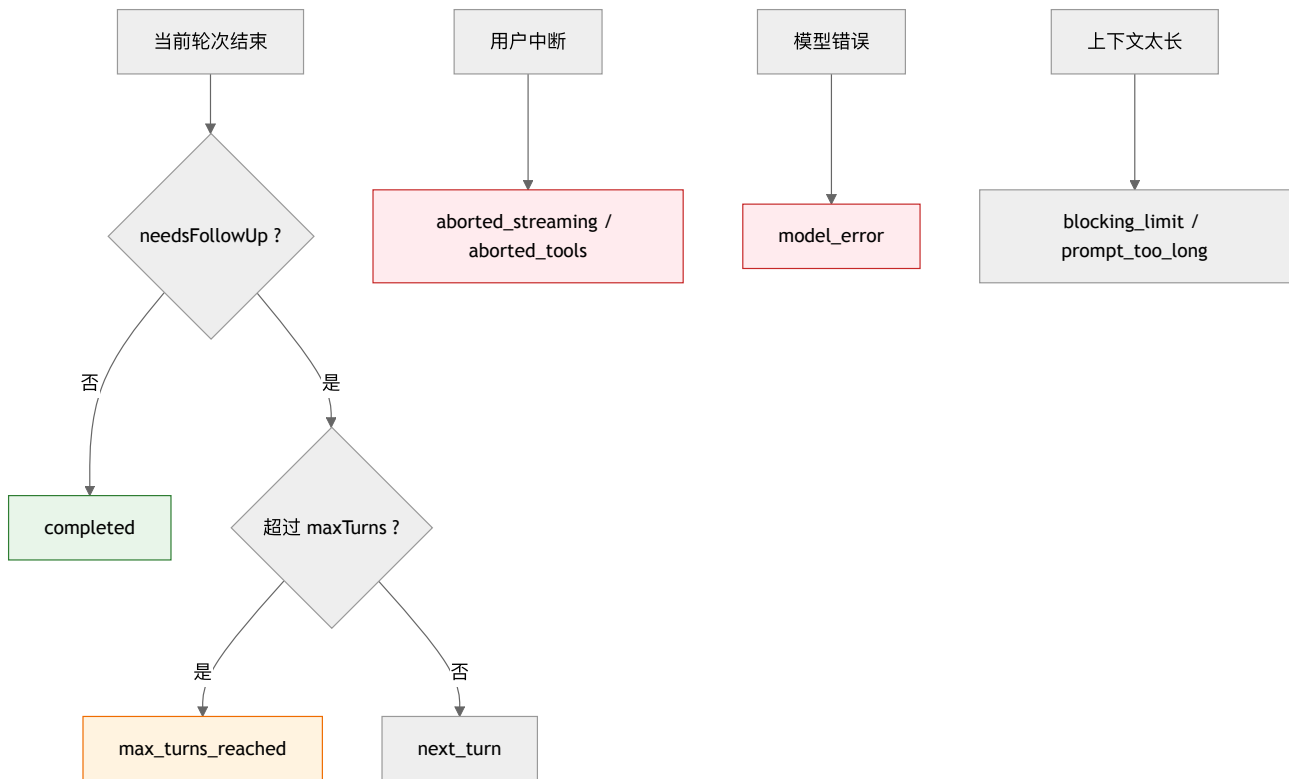 当前轮次结束
用户中断
模型错误
上下文太长
needsFollowUp ?
aborted_streaming /
aborted_tools
model_error
blocking_limit /
prompt_too_long
否
是
completed
超过 maxTurns ?
是
否
max_turns_reached
next_turn